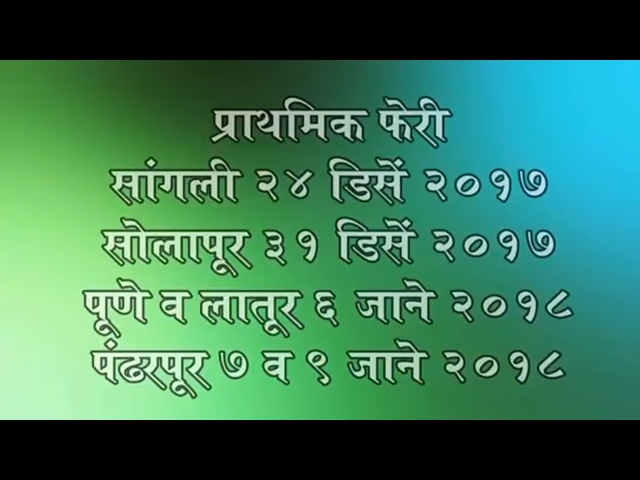 प्राथमिक फेरी
सांगली २४ डिसें २०१७
सोलापूर ३१ डिसें २०१७
पूणे व लातूर ६ जाने २०१८
पंढरपूर ७ व ९ जाने २०१८